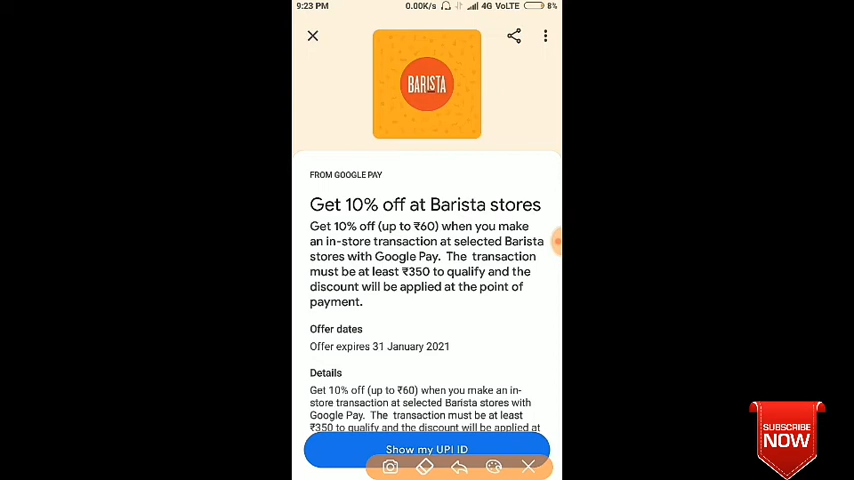 9:23 PM
0.00K/s 4G VoLTE 8%
BARISTA
FROM GOOGLE PAY
Get 10% off at Barista stores
Get 10% off (up to ₹60) when you make
an in-store transaction at selected Barista
stores with Google Pay. The transaction
must be at least ₹350 to qualify and the
discount will be applied at the point of
payment.
Offer dates
Offer expires 31 January 2021
Details
Get 10% off (up to ₹60) when you make an in-
store transaction at selected Barista stores with
Google Pay. The transaction must be at least
₹350 to qualify and the discount will be applied at
Show my UPI ID
SUBSCRIBE
NOW